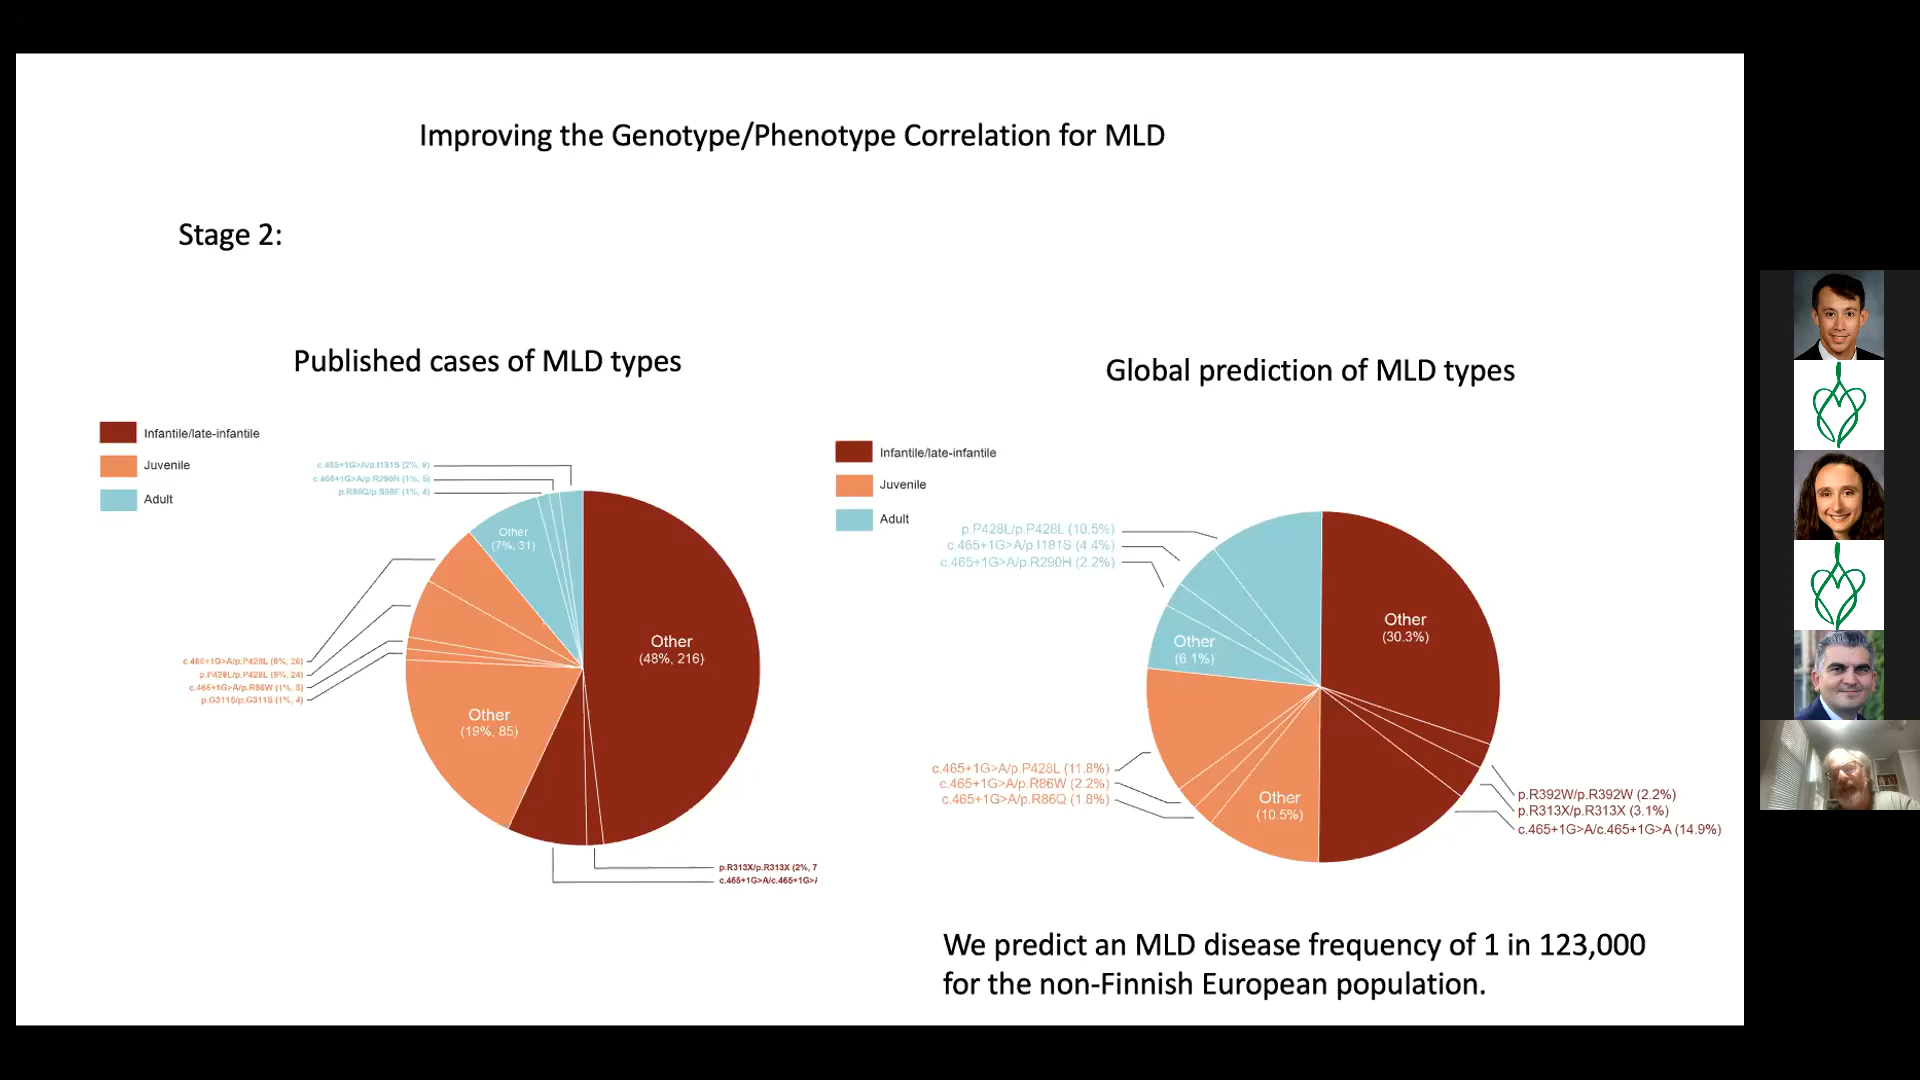 Improving the Genotype/Phenotype Correlation for MLD
Stage 2:
Published cases of MLD types
Infantile/late-infantile
Juvenile
Adult
c.465+1G>A/p.I181S (2%, 9)
c.465+1G>A/p.R290H (1%, 5)
p.R86Q/p.S98F (1%, 4)
Other
(7%, 31)
Other
(48%, 216)
c.465+1G>A/p.P428L (6%, 26)
p.P428L/p.P428L (5%, 24)
c.465+1G>A/p.R86W (1%, 5)
p.G311S/p.G311S (1%, 4)
Other
(19%, 85)
p.R313X/p.R313X (2%, 7
c.465+1G>A/c.465+1G>A
Global prediction of MLD types
Infantile/late-infantile
Juvenile
Adult
p.P428L/p.P428L (10.5%)
c.465+1G>A/p.I181S (4.4%)
c.465+1G>A/p.R290H (2.2%)
Other
(30.3%)
Other
(6.1%)
c.465+1G>A/p.P428L (11.8%)
c.465+1G>A/p.R86W (2.2%)
c.465+1G>A/p.R86Q (1.8%)
Other
(10.5%)
p.R392W/p.R392W (2.2%)
p.R313X/p.R313X (3.1%)
c.465+1G>A/c.465+1G>A (14.9%)
We predict an MLD disease frequency of 1 in 123,000
for the non-Finnish European population.